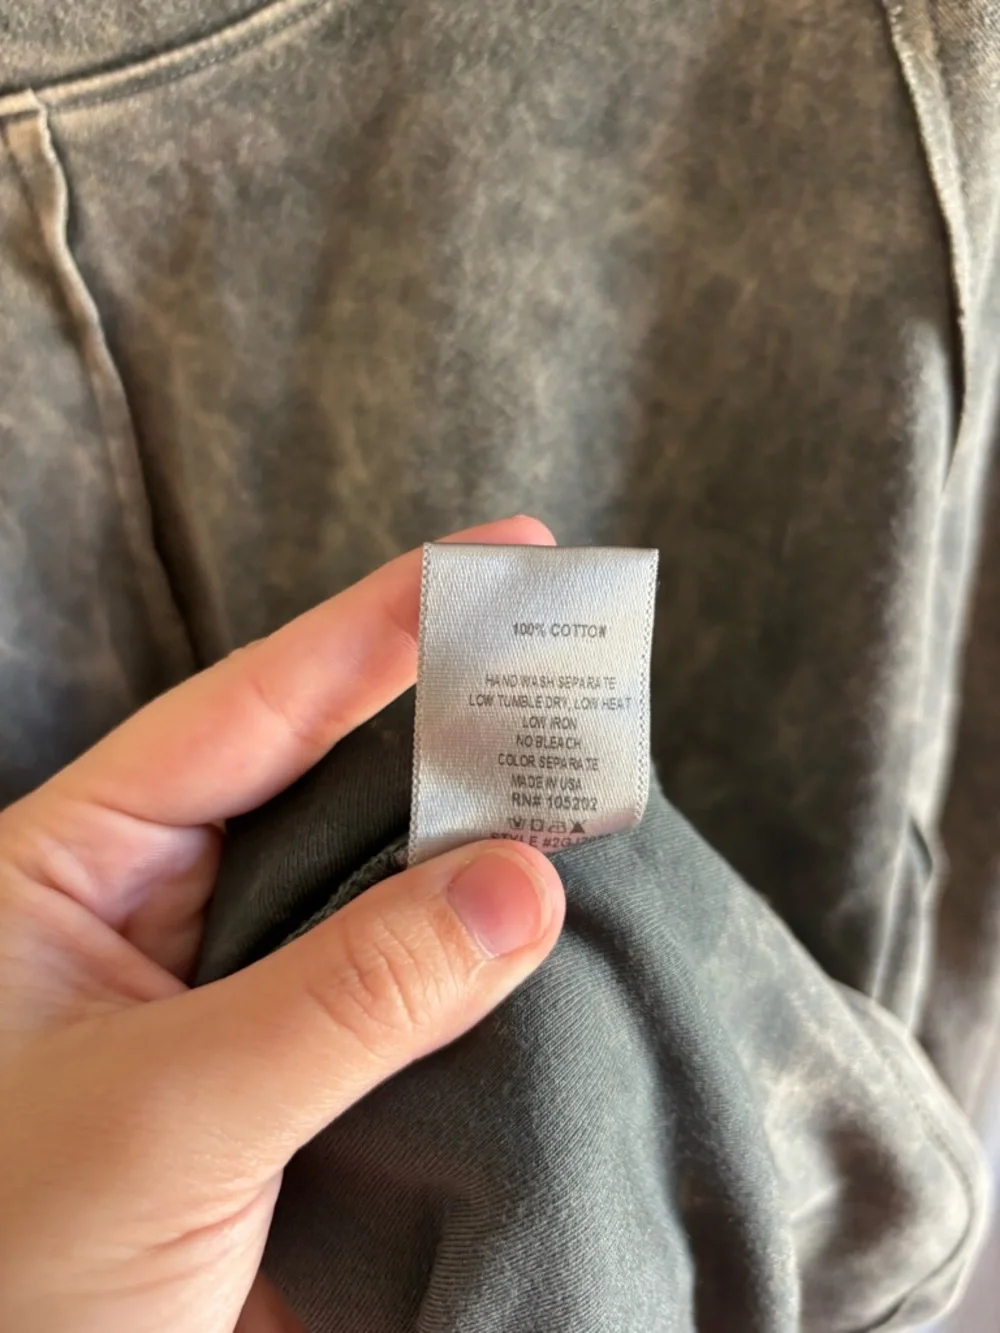 100% COTTON
HAND WASH SEPARATE
LOW TUMBLE DRY, LOW HEAT
LOW IRON
NO BLEACH
COLOR SEPARATE
MADE IN USA
RN# 105202
STYLE